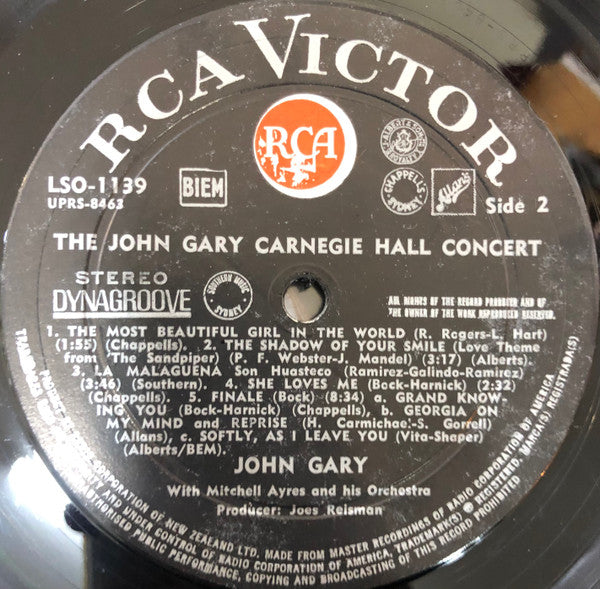 RCA VICTOR
RCA
J. ALBERT & SON
CHAPPELL'S
SYDNEY
Allan's
LSO-1139
UPRS-8463
BIEM
Side 2
THE JOHN GARY CARNEGIE HALL CONCERT
STEREO
DYNAGROOVE
SOUTHERN MUSIC
SYDNEY
ALL RIGHTS OF THE RECORD PRODUCER AND OF
THE OWNER OF THE WORK REPRODUCED RESERVED.
1. THE MOST BEAUTIFUL GIRL IN THE WORLD (R. Rogers-L. Hart)
(1:55) (Chappells). 2. THE SHADOW OF YOUR SMILE (Love Theme
from 'The Sandpiper) (P. F. Webster-J. Mandel) (3:17) (Alberts).
3. LA MALAGUENA Son Huasteco (Ramirez-Galindo-Ramirez)
(3:46) (Southern). 4. SHE LOVES ME (Bock-Harnick) (2:32)
(Chappells). 5. FINALE (Bock) (8:34) a. GRAND KNOW-
ING YOU (Bock-Harnick) (Chappells), b. GEORGIA ON
MY MIND and REPRISE (H. Carmichael-S. Gorrell)
(Allans), c. SOFTLY, AS I LEAVE YOU (Vita-Shaper)
(Alberts/BEM).
JOHN GARY
With Mitchell Ayres and his Orchestra
Producer: Joes Reisman
CORPORATION OF NEW ZEALAND LTD. MADE FROM MASTER RECORDINGS OF RADIO CORPORATION OF AMERICA
AND UNDER CONTROL OF RADIO CORPORATION OF AMERICA, TRADEMARK(S) ® REGISTERED. MARCA(S) REGISTRADA(S)
PUBLIC PERFORMANCE, COPYING AND BROADCASTING OF THIS RECORD PROHIBITED